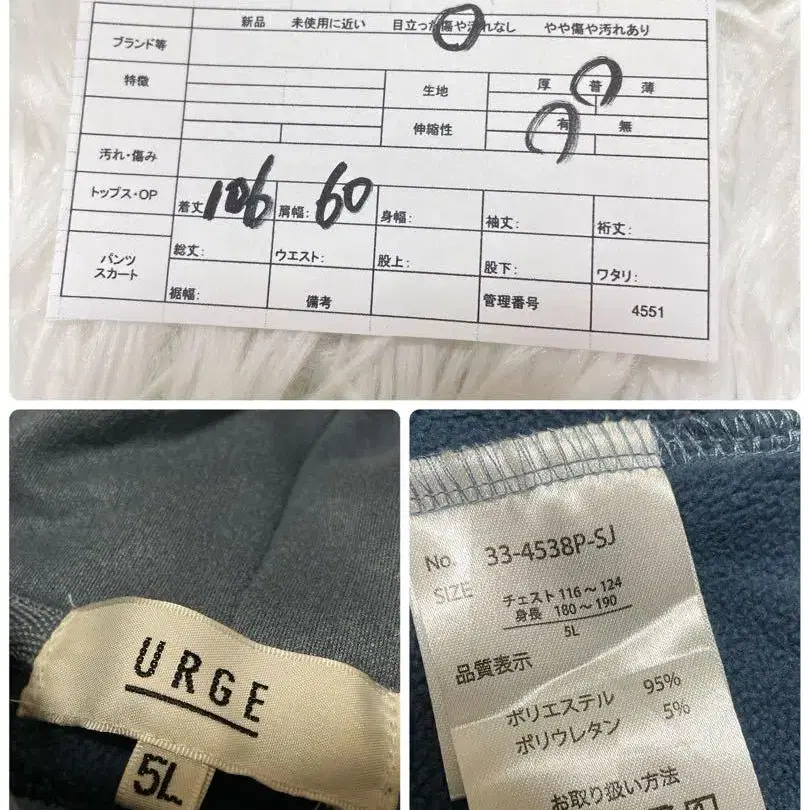 新品 未使用に近い 目立った傷や汚れなし やや傷や汚れあり
ブランド等
特徴 生地 厚 普 薄
伸縮性 有 無
汚れ・傷み
トップス・OP 着丈 106 肩幅: 60 身幅: 袖丈: 裄丈:
パンツ
スカート
総丈: ウエスト: 股上: 股下: ワタリ:
裾幅: 備考 管理番号 4551
URGE
5L
No. 33-4538P-SJ
SIZE チェスト 116〜124
身長 180〜190
5L
品質表示
ポリエステル 95%
ポリウレタン 5%
お取り扱い方法